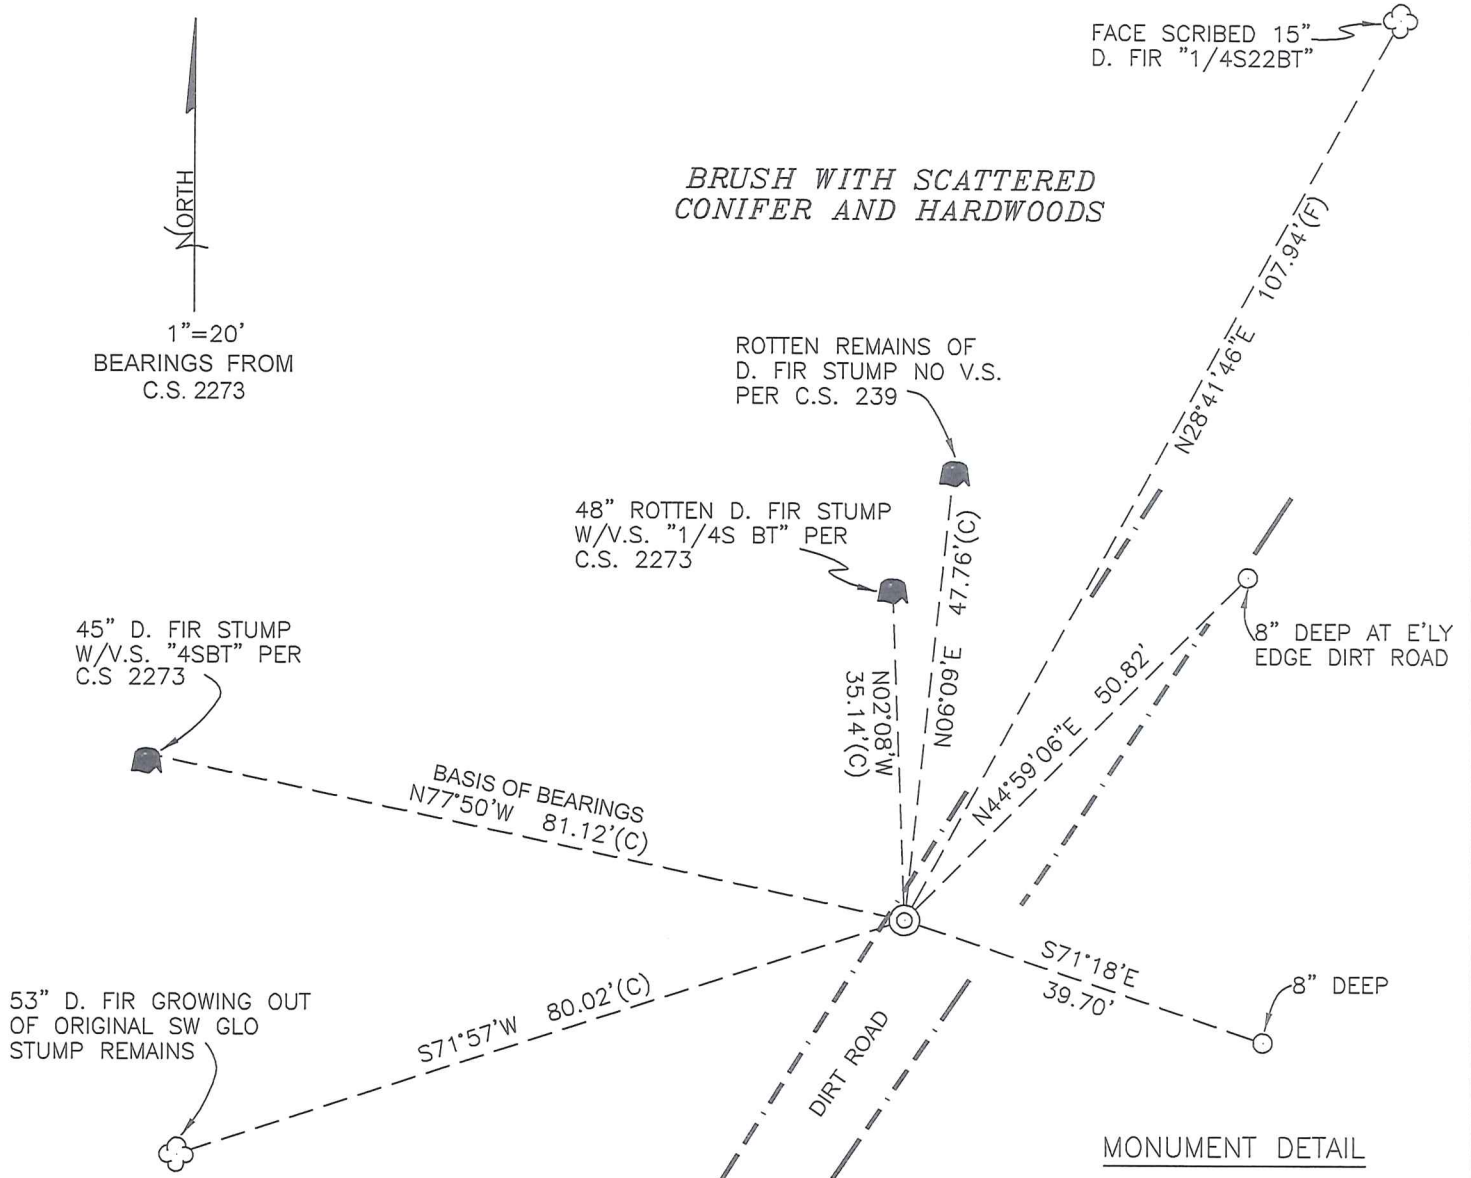 FACE SCRIBED 15"
D. FIR "1/4S22BT"
NORTH
1"=20'
BEARINGS FROM
C.S. 2273
BRUSH WITH SCATTERED
CONIFER AND HARDWOODS
N28°41'46"E 107.94'(F)
ROTTEN REMAINS OF
D. FIR STUMP NO V.S.
PER C.S. 239
48" ROTTEN D. FIR STUMP
W/V.S. "1/4S BT" PER
C.S. 2273
N06°09'E 47.76'(C)
N02°08'W
35.14'(C)
45" D. FIR STUMP
W/V.S. "4SBT" PER
C.S 2273
8" DEEP AT E'LY
EDGE DIRT ROAD
N44°59'06"E 50.82'
BASIS OF BEARINGS
N77°50'W 81.12'(C)
S71°18'E
39.70'
8" DEEP
53" D. FIR GROWING OUT
OF ORIGINAL SW GLO
STUMP REMAINS
S71°57'W 80.02'(C)
DIRT ROAD
MONUMENT DETAIL